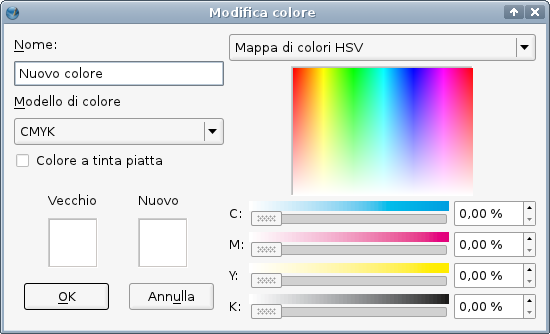 Modifica colore
Nome:
Nuovo colore
Modello di colore
CMYK
Colore a tinta piatta
Vecchio Nuovo
OK Annulla
Mappa di colori HSV
C: 0,00 %
M: 0,00 %
Y: 0,00 %
K: 0,00 %